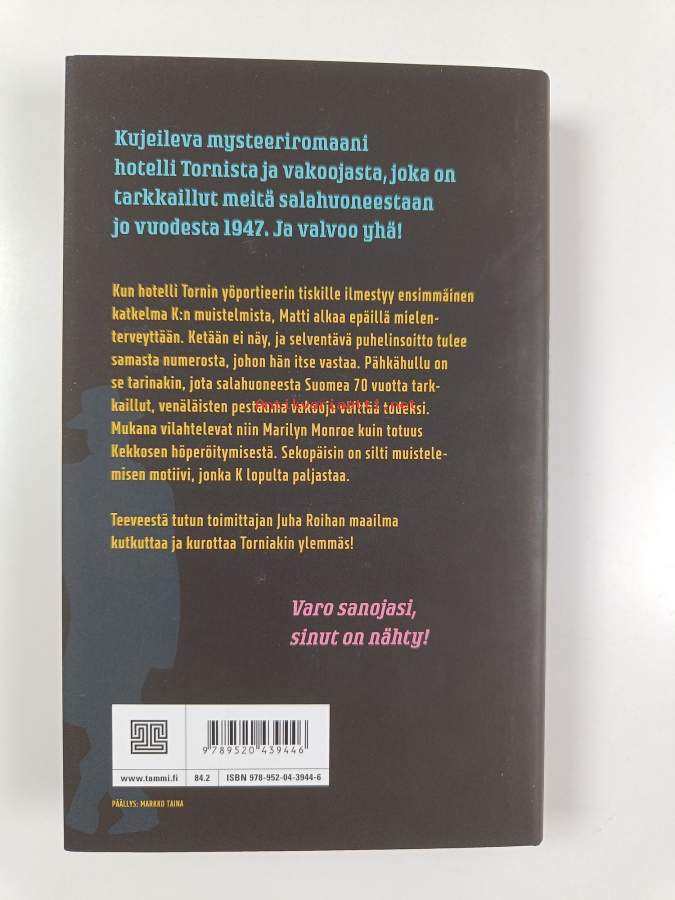 Kujeileva mysteeriromaani
hotelli Tornista ja vakoojasta, joka on
tarkkaillut meitä salahuoneestaan
jo vuodesta 1947. Ja valvoo yhä!
Kun hotelli Tornin yöportieerin tiskille ilmestyy ensimmäinen
katkelma K:n muistelmista, Matti alkaa epäillä mielen-
terveyttään. Ketään ei näy, ja selventävä puhelinsoitto tulee
samasta numerosta, johon hän itse vastaa. Pähkähullu on
se tarinakin, jota salahuoneesta Suomea 70 vuotta tark-
kaillut, venäläisten pestaama vakooja väittää todeksi.
Mukana vilahtelevat niin Marilyn Monroe kuin totuus
Kekkosen höperöitymisestä. Sekopäisin on silti muistele-
misen motiivi, jonka K lopulta paljastaa.
Teeveestä tutun toimittajan Juha Roihan maailma
kutkuttaa ja kurottaa Torniakin ylemmäs!
Varo sanojasi,
sinut on nähty!
9 789520 439446
www.tammi.fi 84.2 ISBN 978-952-04-3944-6
PÄÄLLYS: MARKKO TAINA